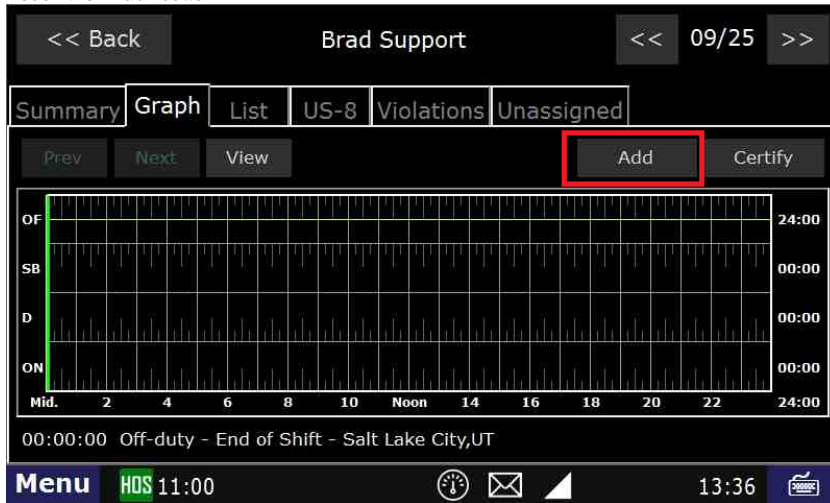 << Back Brad Support << 09/25 >>
Summary Graph List US-8 Violations Unassigned
Prev Next View Add Certify
OF 24:00
SB 00:00
D 00:00
ON 00:00
Mid. 2 4 6 8 10 Noon 14 16 18 20 22 24:00
00:00:00 Off-duty - End of Shift - Salt Lake City,UT
Menu HOS 11:00 13:36